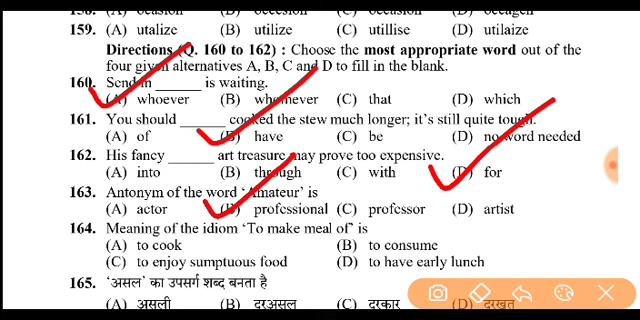 159. (A) utalize (B) utilize (C) utillise (D) utilaize
Directions (Q. 160 to 162) : Choose the most appropriate word out of the
four given alternatives A, B, C and D to fill in the blank.
160. Send in ______ is waiting.
(A) whoever (B) whomever (C) that (D) which
161. You should ______ cooked the stew much longer; it's still quite tough.
(A) of (B) have (C) be (D) no word needed
162. His fancy ______ art treasure may prove too expensive.
(A) into (B) through (C) with (D) for
163. Antonym of the word 'Amateur' is
(A) actor (B) professional (C) professor (D) artist
164. Meaning of the idiom 'To make meal of' is
(A) to cook (B) to consume
(C) to enjoy sumptuous food (D) to have early lunch
165. 'असल' का उपसर्ग शब्द बनता है
(A) असली (B) दरअसल (C) दरकार (D) दरख्त